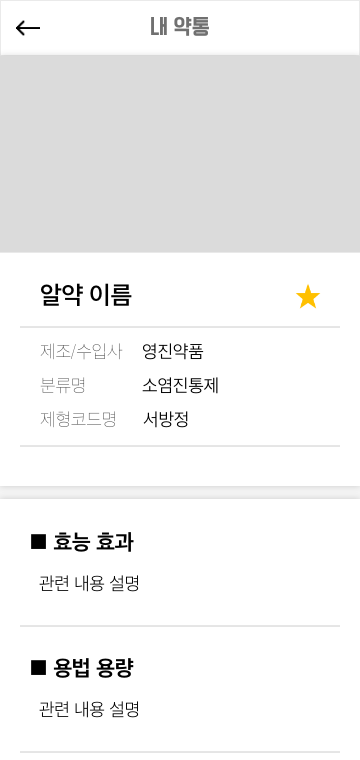 내 약통
알약 이름
제조/수입사 영진약품
분류명 소염진통제
제형코드명 서방정
■ 효능 효과
관련 내용 설명
■ 용법 용량
관련 내용 설명